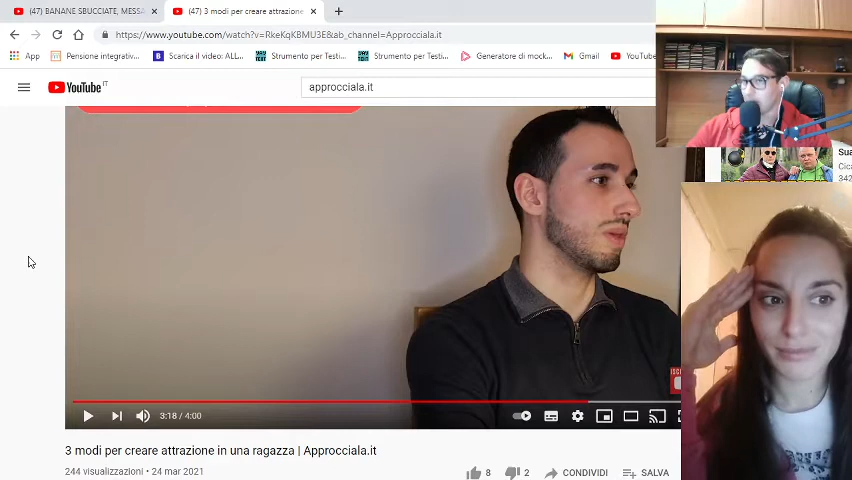 (47) BANANE SBUCCIATE, MESSA
(47) 3 modi per creare attrazione
https://www.youtube.com/watch?v=RkeKqKBMU3E&ab_channel=Approcciala.it
App
Pensione integrativ...
Scarica il video: ALL...
Strumento per Testi...
Strumento per Testi...
Generatore di mock...
Gmail
YouTube
YouTube IT
approcciala.it
Sua
Cica
342
3:18 / 4:00
3 modi per creare attrazione in una ragazza | Approcciala.it
244 visualizzazioni • 24 mar 2021
8
2
CONDIVIDI
SALVA